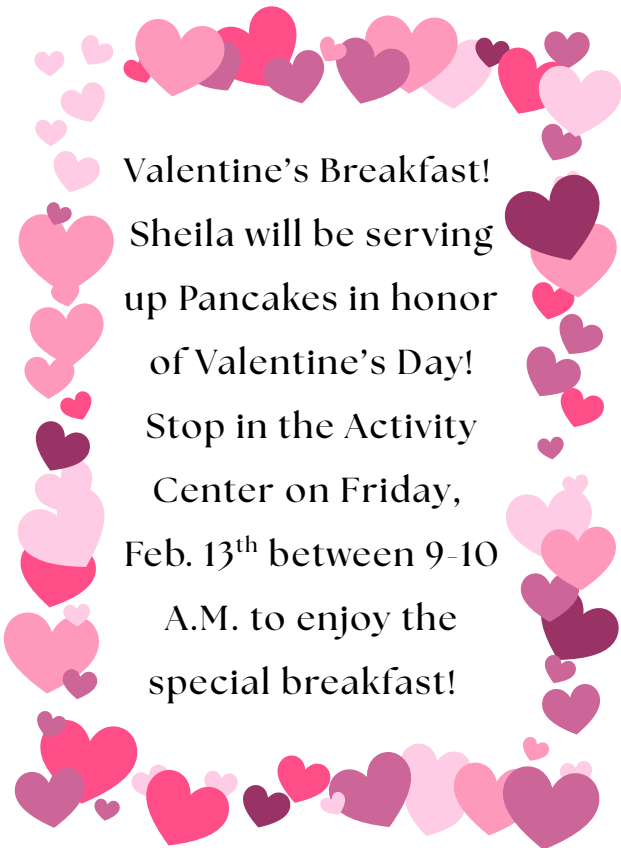 Valentine’s Breakfast!
Sheila will be serving
up Pancakes in honor
of Valentine’s Day!
Stop in the Activity
Center on Friday,
Feb. 13th between 9-10
A.M. to enjoy the
special breakfast!